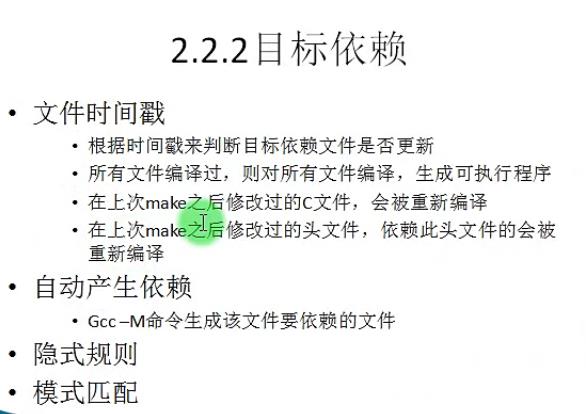 2.2.2目标依赖
• 文件时间戳
• 根据时间戳来判断目标依赖文件是否更新
• 所有文件编译过，则对所有文件编译，生成可执行程序
• 在上次make之后修改过的C文件，会被重新编译
• 在上次make之后修改过的头文件，依赖此头文件的会被
重新编译
• 自动产生依赖
• Gcc –M命令生成该文件要依赖的文件
• 隐式规则
• 模式匹配